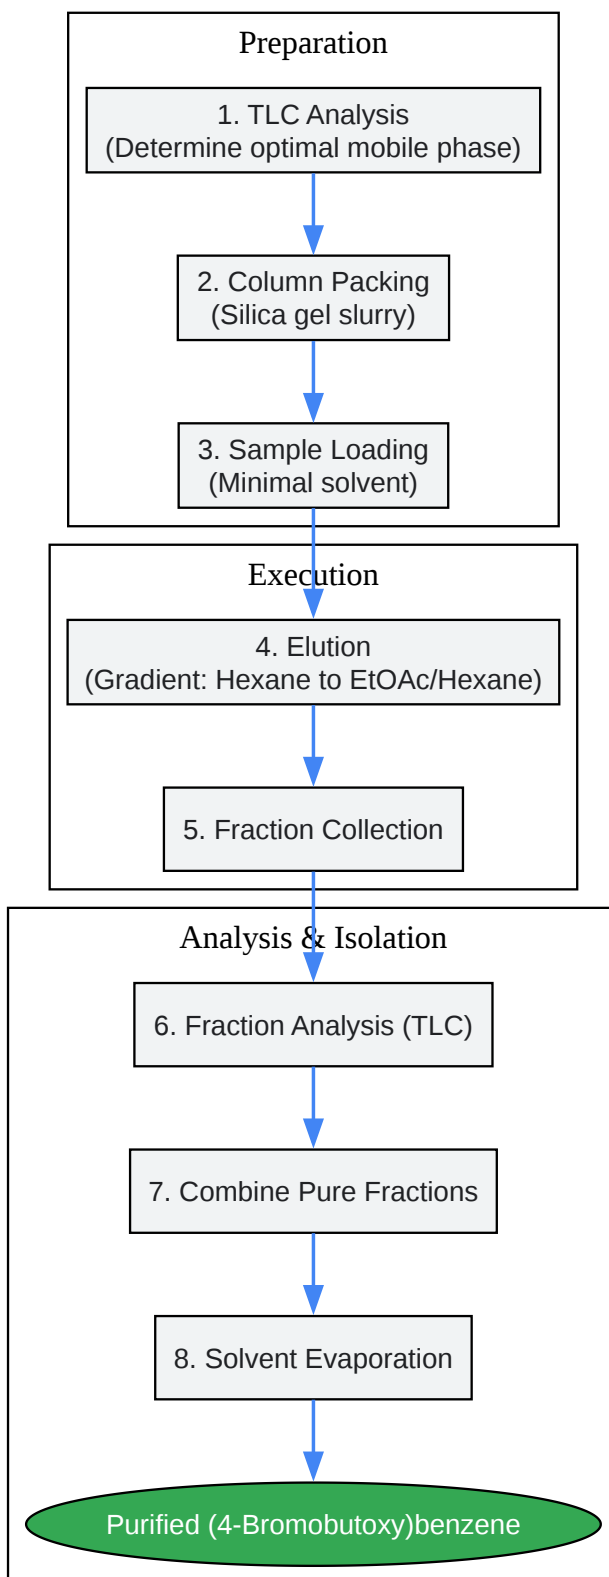 Preparation
1. TLC Analysis
(Determine optimal mobile phase)
2. Column Packing
(Silica gel slurry)
3. Sample Loading
(Minimal solvent)
Execution
4. Elution
(Gradient: Hexane to EtOAc/Hexane)
5. Fraction Collection
Analysis & Isolation
6. Fraction Analysis (TLC)
7. Combine Pure Fractions
8. Solvent Evaporation
Purified (4-Bromobutoxy)benzene